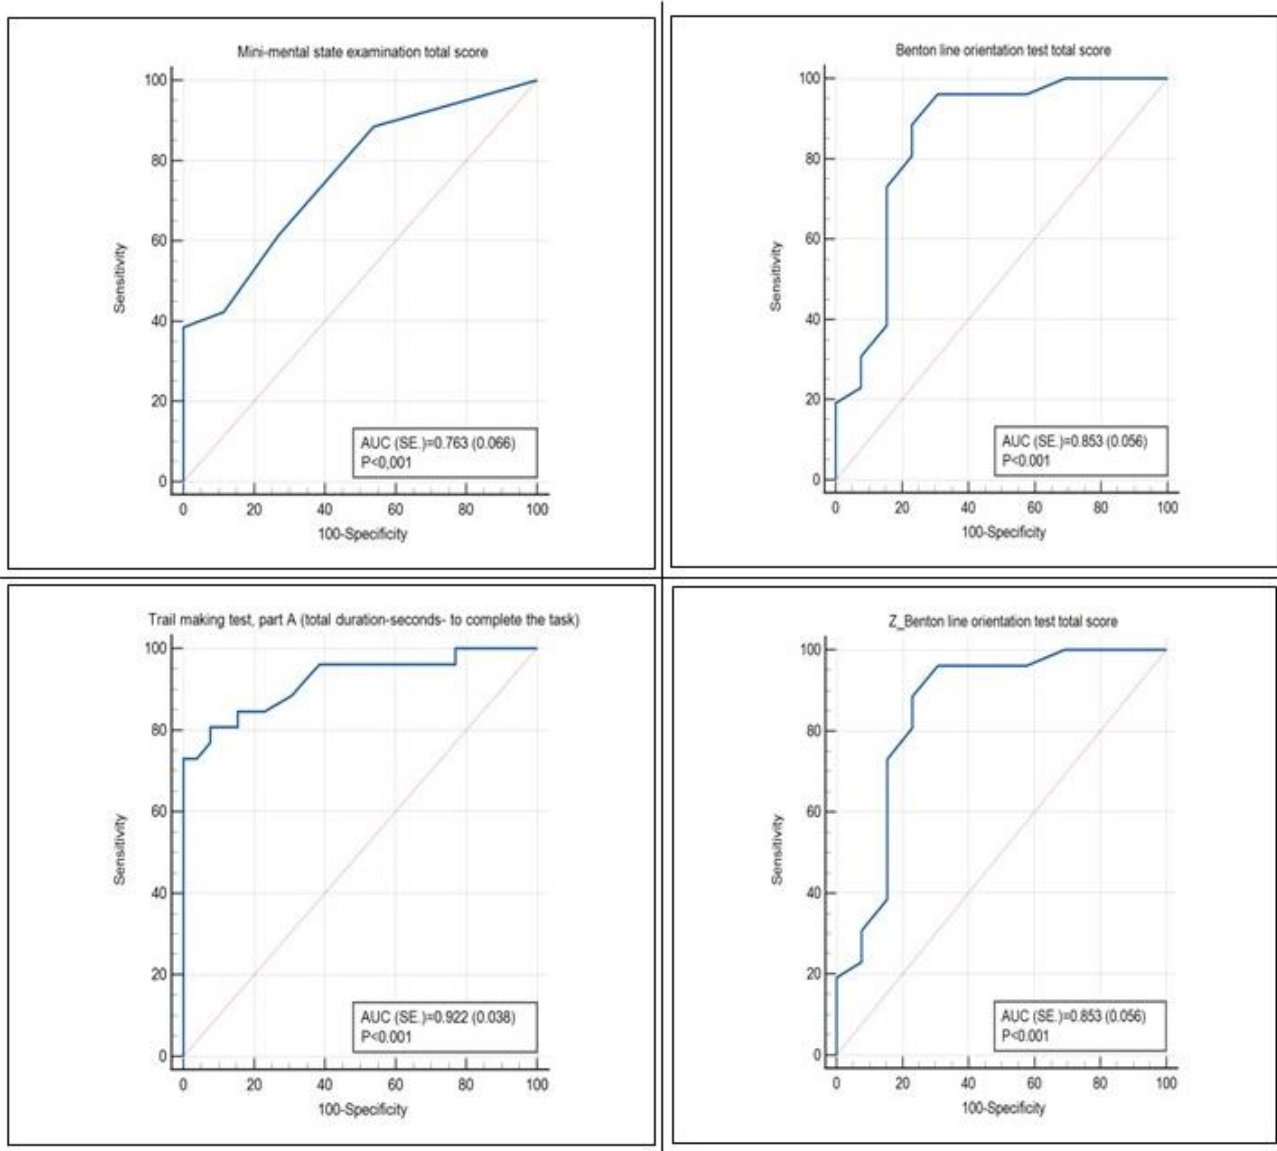 Mini-mental state examination total score
100
80
60
40
20
0
Sensitivity
AUC (SE.)=0.763 (0.066)
P<0,001
0 20 40 60 80 100
100-Specificity
Benton line orientation test total score
100
80
60
40
20
0
Sensitivity
AUC (SE.)=0.853 (0.056)
P<0.001
0 20 40 60 80 100
100-Specificity
Trail making test, part A (total duration-seconds- to complete the task)
100
80
60
40
20
0
Sensitivity
AUC (SE.)=0.922 (0.038)
P<0.001
0 20 40 60 80 100
100-Specificity
Z_Benton line orientation test total score
100
80
60
40
20
0
Sensitivity
AUC (SE.)=0.853 (0.056)
P<0.001
0 20 40 60 80 100
100-Specificity